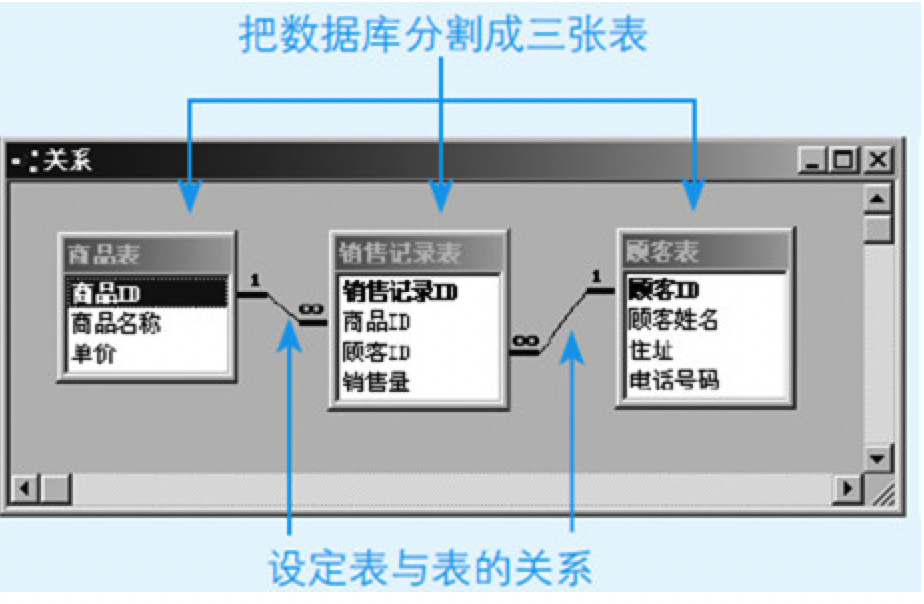 把数据库分割成三张表
关系
商品表
商品ID
商品名称
单价
1
∞
销售记录表
销售记录ID
商品ID
顾客ID
销售量
∞
1
顾客表
顾客ID
顾客姓名
住址
电话号码
设定表与表的关系